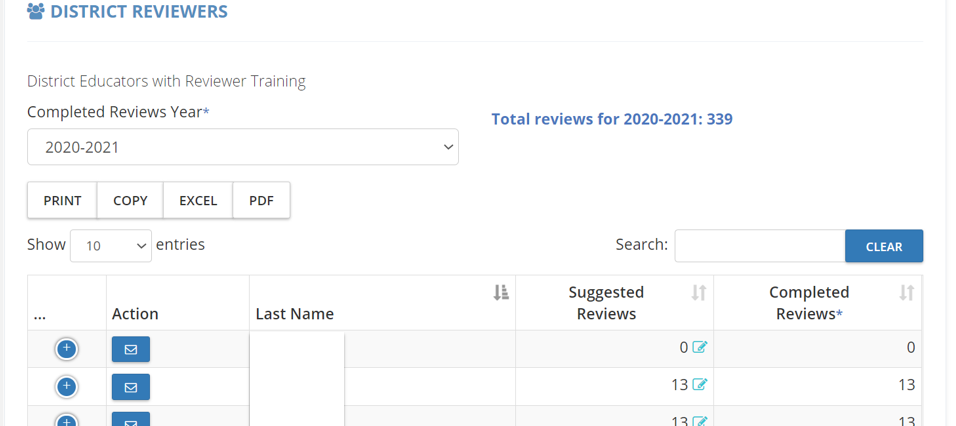 DISTRICT REVIEWERS
District Educators with Reviewer Training
Completed Reviews Year*
Total reviews for 2020-2021: 339
2020-2021
PRINT COPY EXCEL PDF
Show 10 entries Search: CLEAR
... Action Last Name Suggested Reviews Completed Reviews*
0 0
13 13
13 13